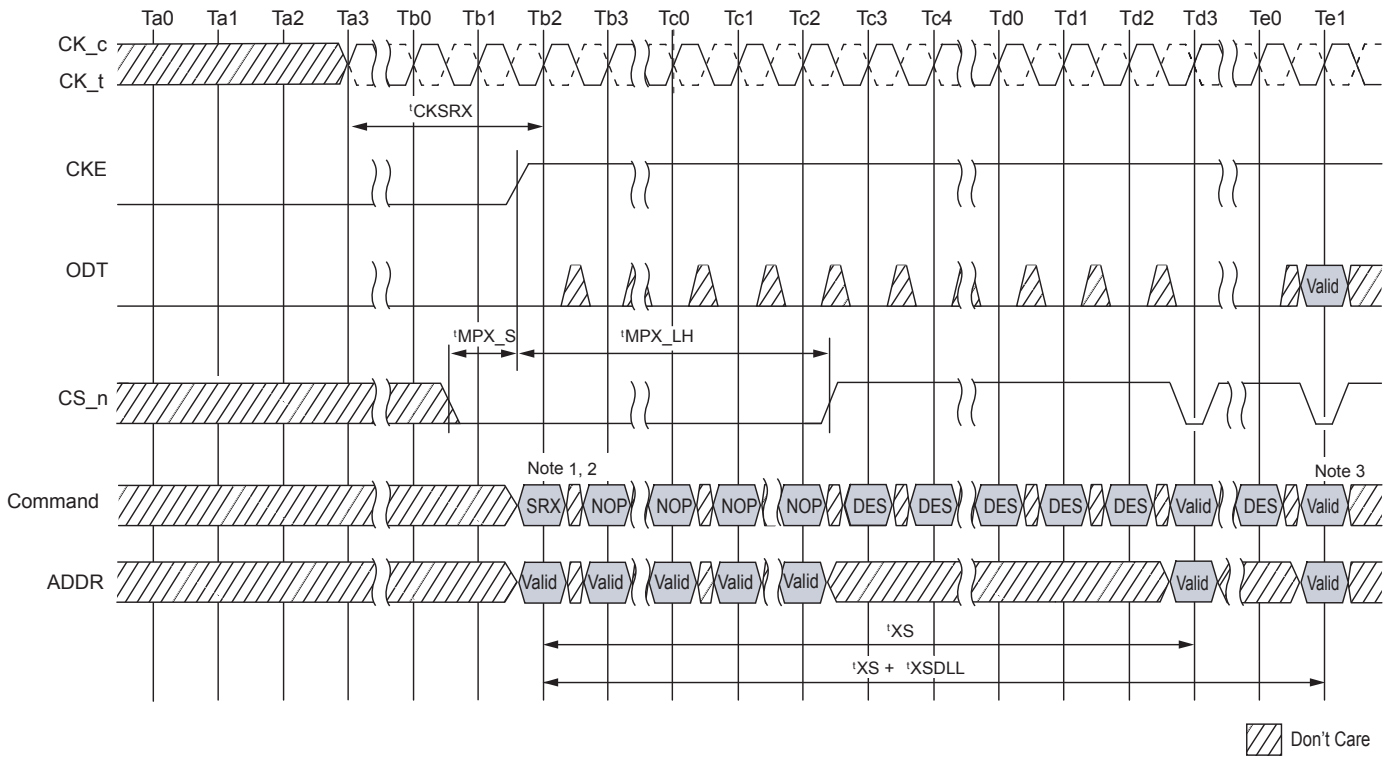 Ta0 Ta1 Ta2 Ta3 Tb0 Tb1 Tb2 Tb3 Tc0 Tc1 Tc2 Tc3 Tc4 Td0 Td1 Td2 Td3 Te0 Te1
CK_c
CK_t
tCKSRX
CKE
ODT
Valid
tMPX_S tMPX_LH
CS_n
Note 1, 2 Note 3
Command SRX NOP NOP NOP NOP DES DES DES DES DES Valid DES Valid
ADDR Valid Valid Valid Valid Valid Valid Valid
tXS
tXS + tXSDLL
Don't Care